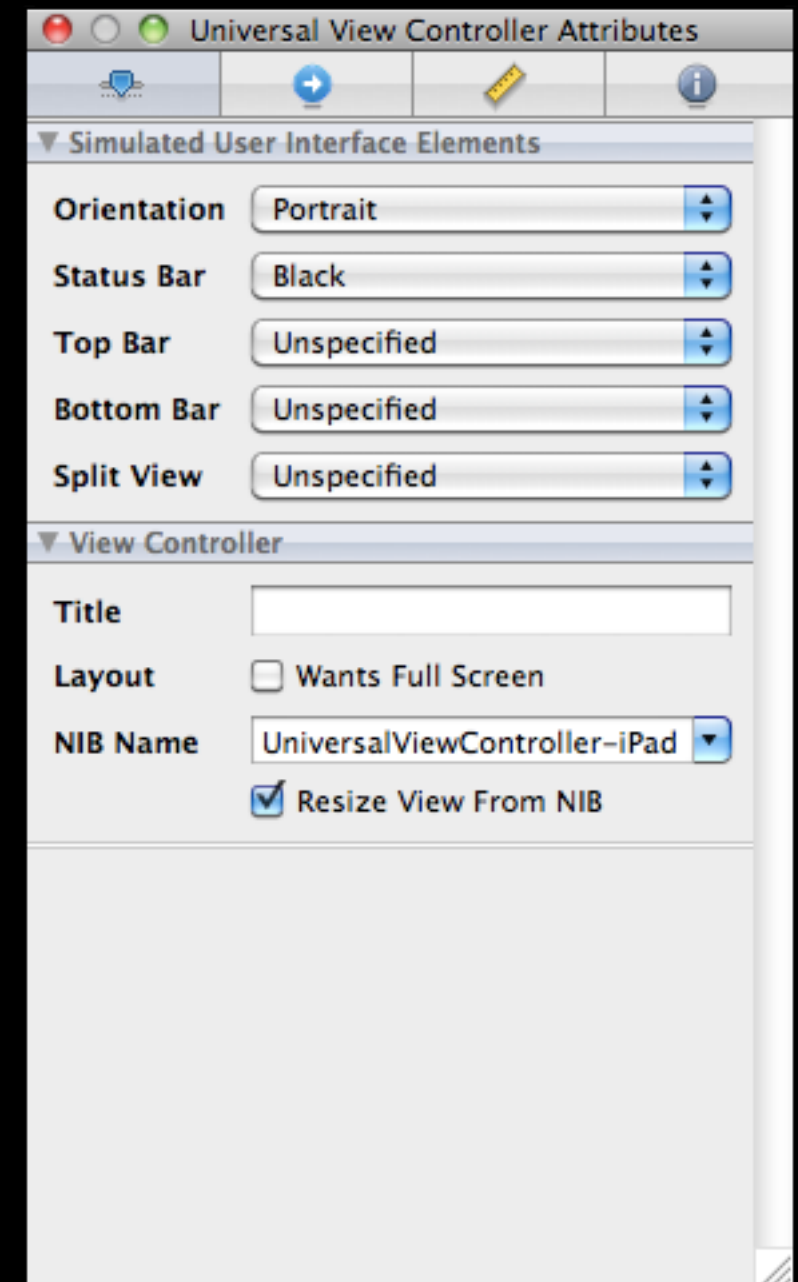 Universal View Controller Attributes
Simulated User Interface Elements
Orientation Portrait
Status Bar Black
Top Bar Unspecified
Bottom Bar Unspecified
Split View Unspecified
View Controller
Title
Layout Wants Full Screen
NIB Name UniversalViewController-iPad
Resize View From NIB